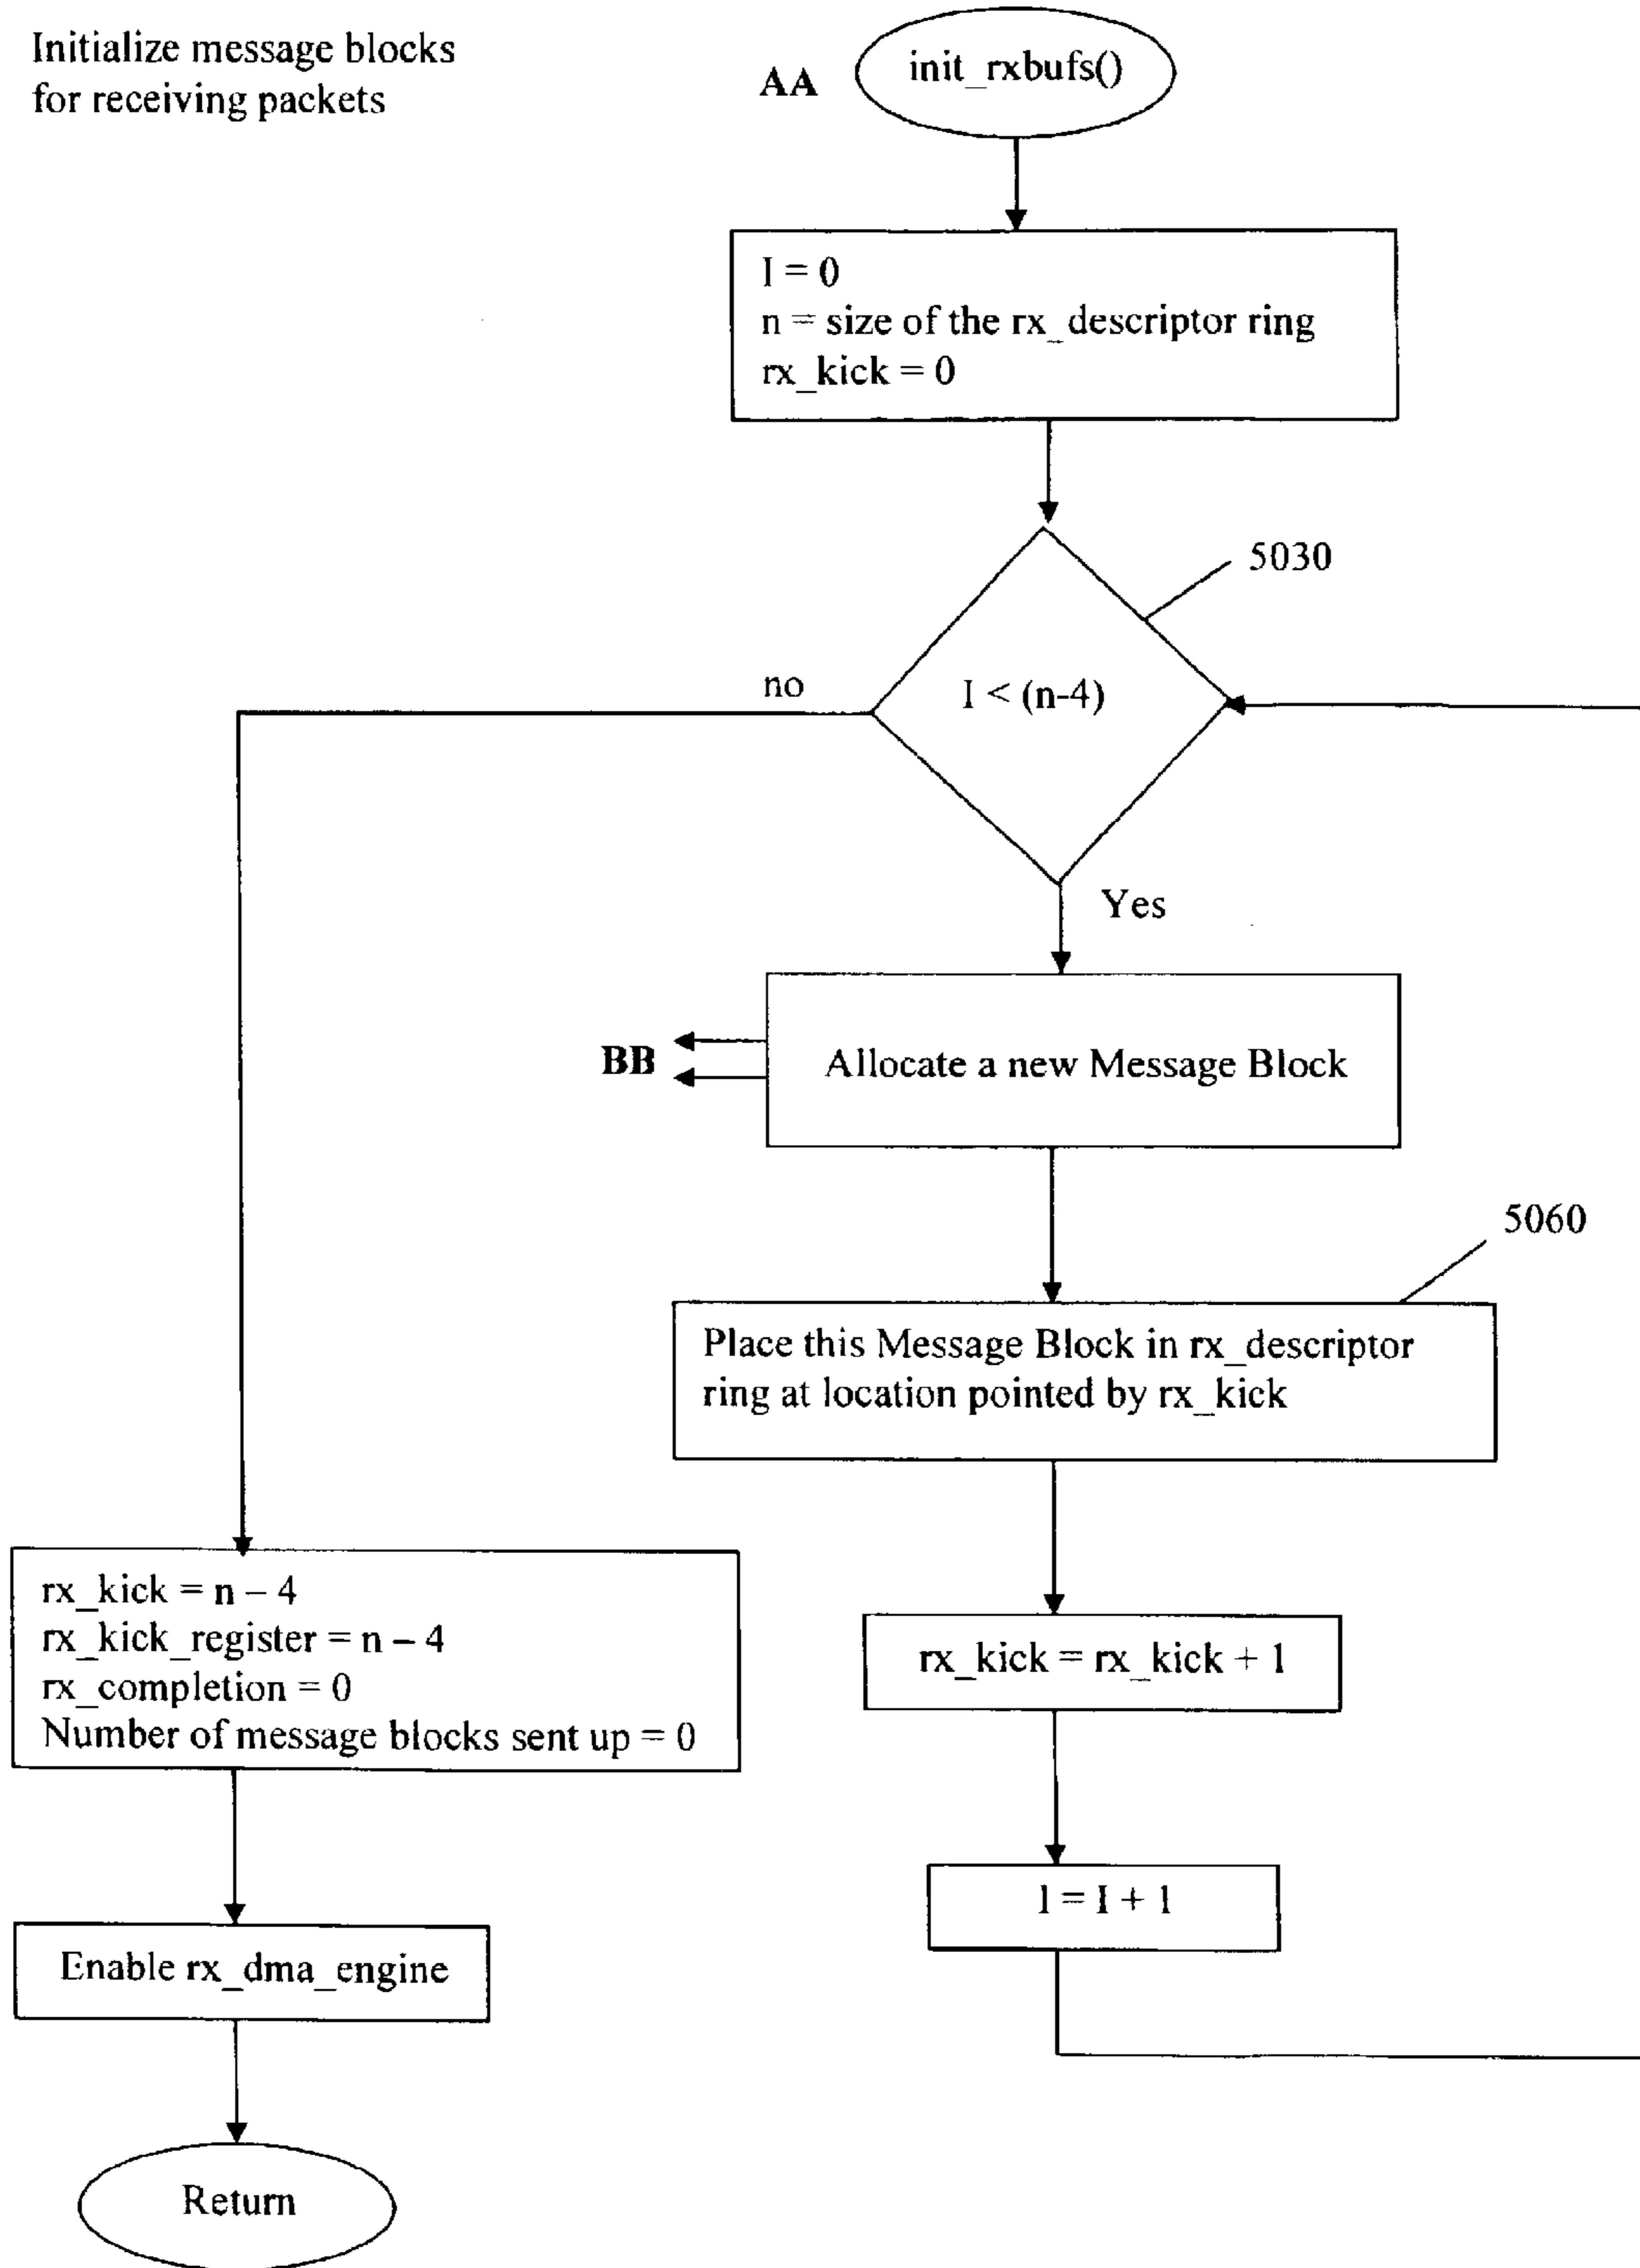 Initialize message blocks
for receiving packets
AA
init_rxbufs()
I = 0
n = size of the rx_descriptor ring
rx_kick = 0
5030
no
I < (n-4)
Yes
BB
Allocate a new Message Block
5060
Place this Message Block in rx_descriptor
ring at location pointed by rx_kick
rx_kick = n – 4
rx_kick_register = n – 4
rx_completion = 0
Number of message blocks sent up = 0
rx_kick = rx_kick + 1
I = I + 1
Enable rx_dma_engine
Return